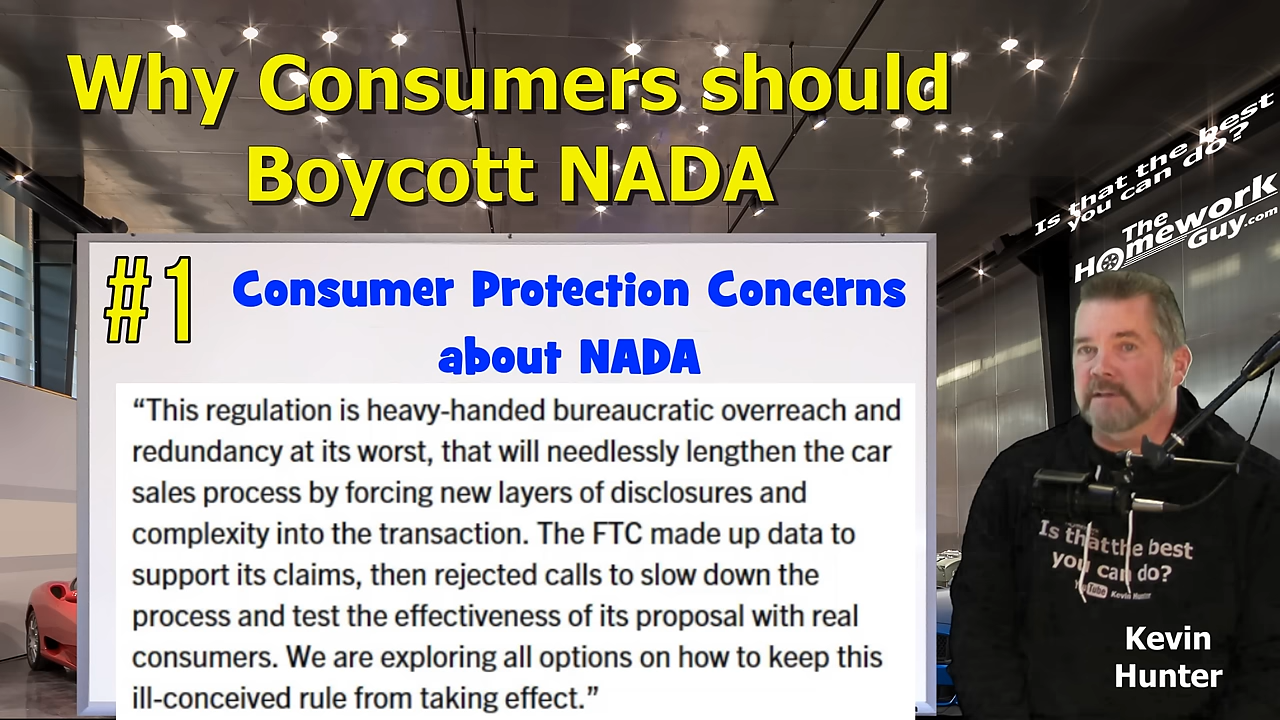 Why Consumers should
Boycott NADA
#1
Consumer Protection Concerns
about NADA
“This regulation is heavy-handed bureaucratic overreach and
redundancy at its worst, that will needlessly lengthen the car
sales process by forcing new layers of disclosures and
complexity into the transaction. The FTC made up data to
support its claims, then rejected calls to slow down the
process and test the effectiveness of its proposal with real
consumers. We are exploring all options on how to keep this
ill-conceived rule from taking effect.”
Is that the best
you can do?
The
Homework
Guy.com
Is that the best
you can do?
YouTube Kevin Hunter
Kevin
Hunter